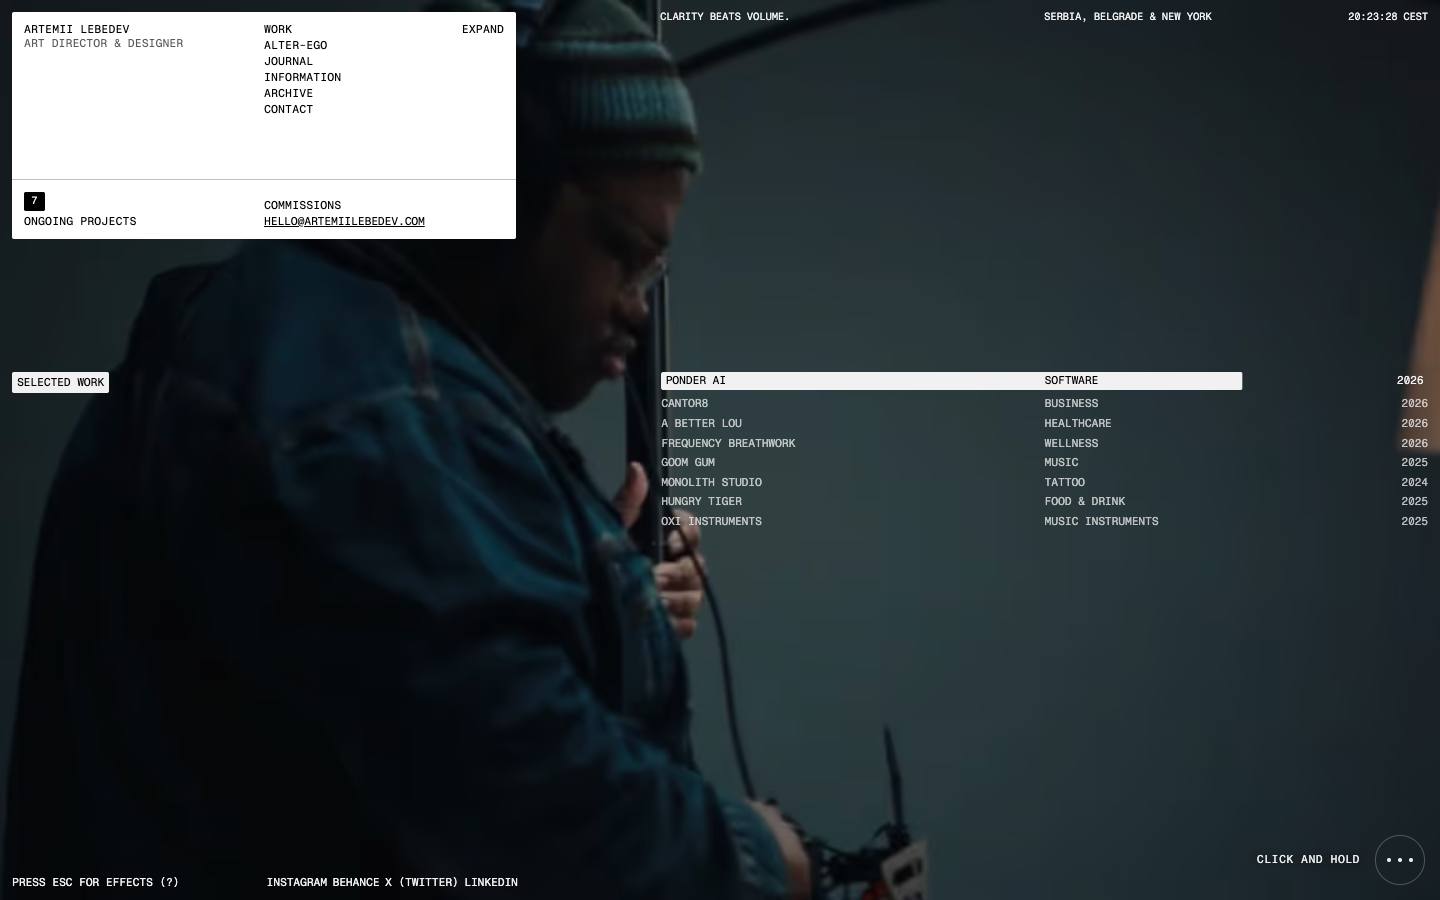 ARTEMII LEBEDEV
ART DIRECTOR & DESIGNER
WORK
ALTER-EGO
JOURNAL
INFORMATION
ARCHIVE
CONTACT
EXPAND
7
ONGOING PROJECTS
COMMISSIONS
HELLO@ARTEMIILEBEDEV.COM
CLARITY BEATS VOLUME.
SERBIA, BELGRADE & NEW YORK
20:23:28 CEST
SELECTED WORK
PONDER AI SOFTWARE 2026
CANTOR8 BUSINESS 2026
A BETTER LOU HEALTHCARE 2026
FREQUENCY BREATHWORK WELLNESS 2026
GOOM GUM MUSIC 2025
MONOLITH STUDIO TATTOO 2024
HUNGRY TIGER FOOD & DRINK 2025
OXI INSTRUMENTS MUSIC INSTRUMENTS 2025
CLICK AND HOLD
PRESS ESC FOR EFFECTS (?)
INSTAGRAM BEHANCE X (TWITTER) LINKEDIN